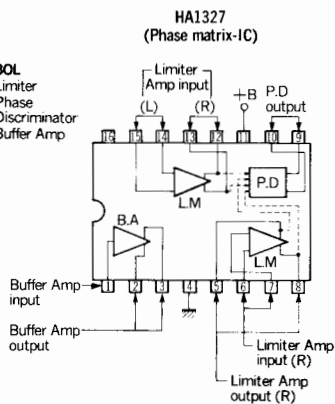 HA1327
(Phase matrix-IC)
BOL
Limiter
Phase
Discriminator
Buffer Amp
Limiter
Amp input
(L)
(R)
+B
P.D
output
16
15
14
13
12
11
10
9
L.M
P.D
B.A
L.M
1
2
3
4
5
6
7
8
Buffer Amp
input
Buffer Amp
output
Limiter Amp
input (R)
Limiter Amp
output (R)